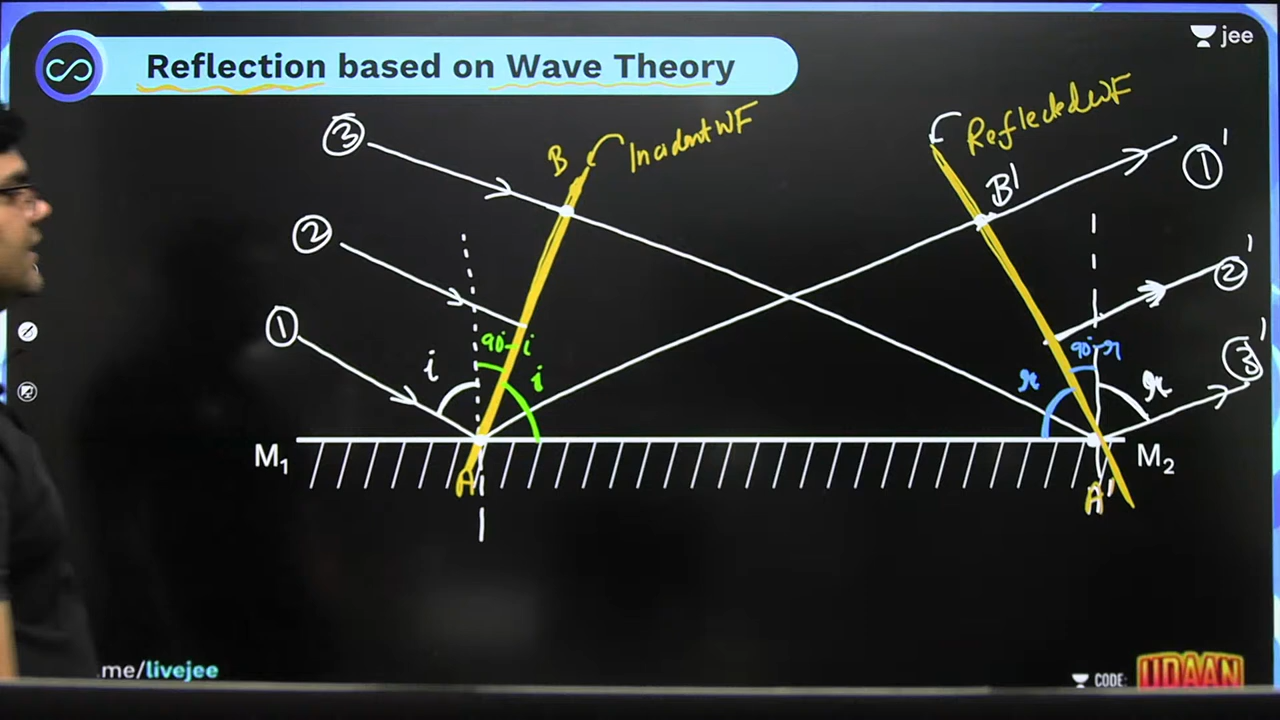 jee
Reflection based on Wave Theory
③
B
Incident WF
Reflected WF
B'
①'
②
②'
①
i
90°-i
i
r
90°-r
r
③'
M₁
A
M₂
A'
.me/livejee
CODE:
UDAAN